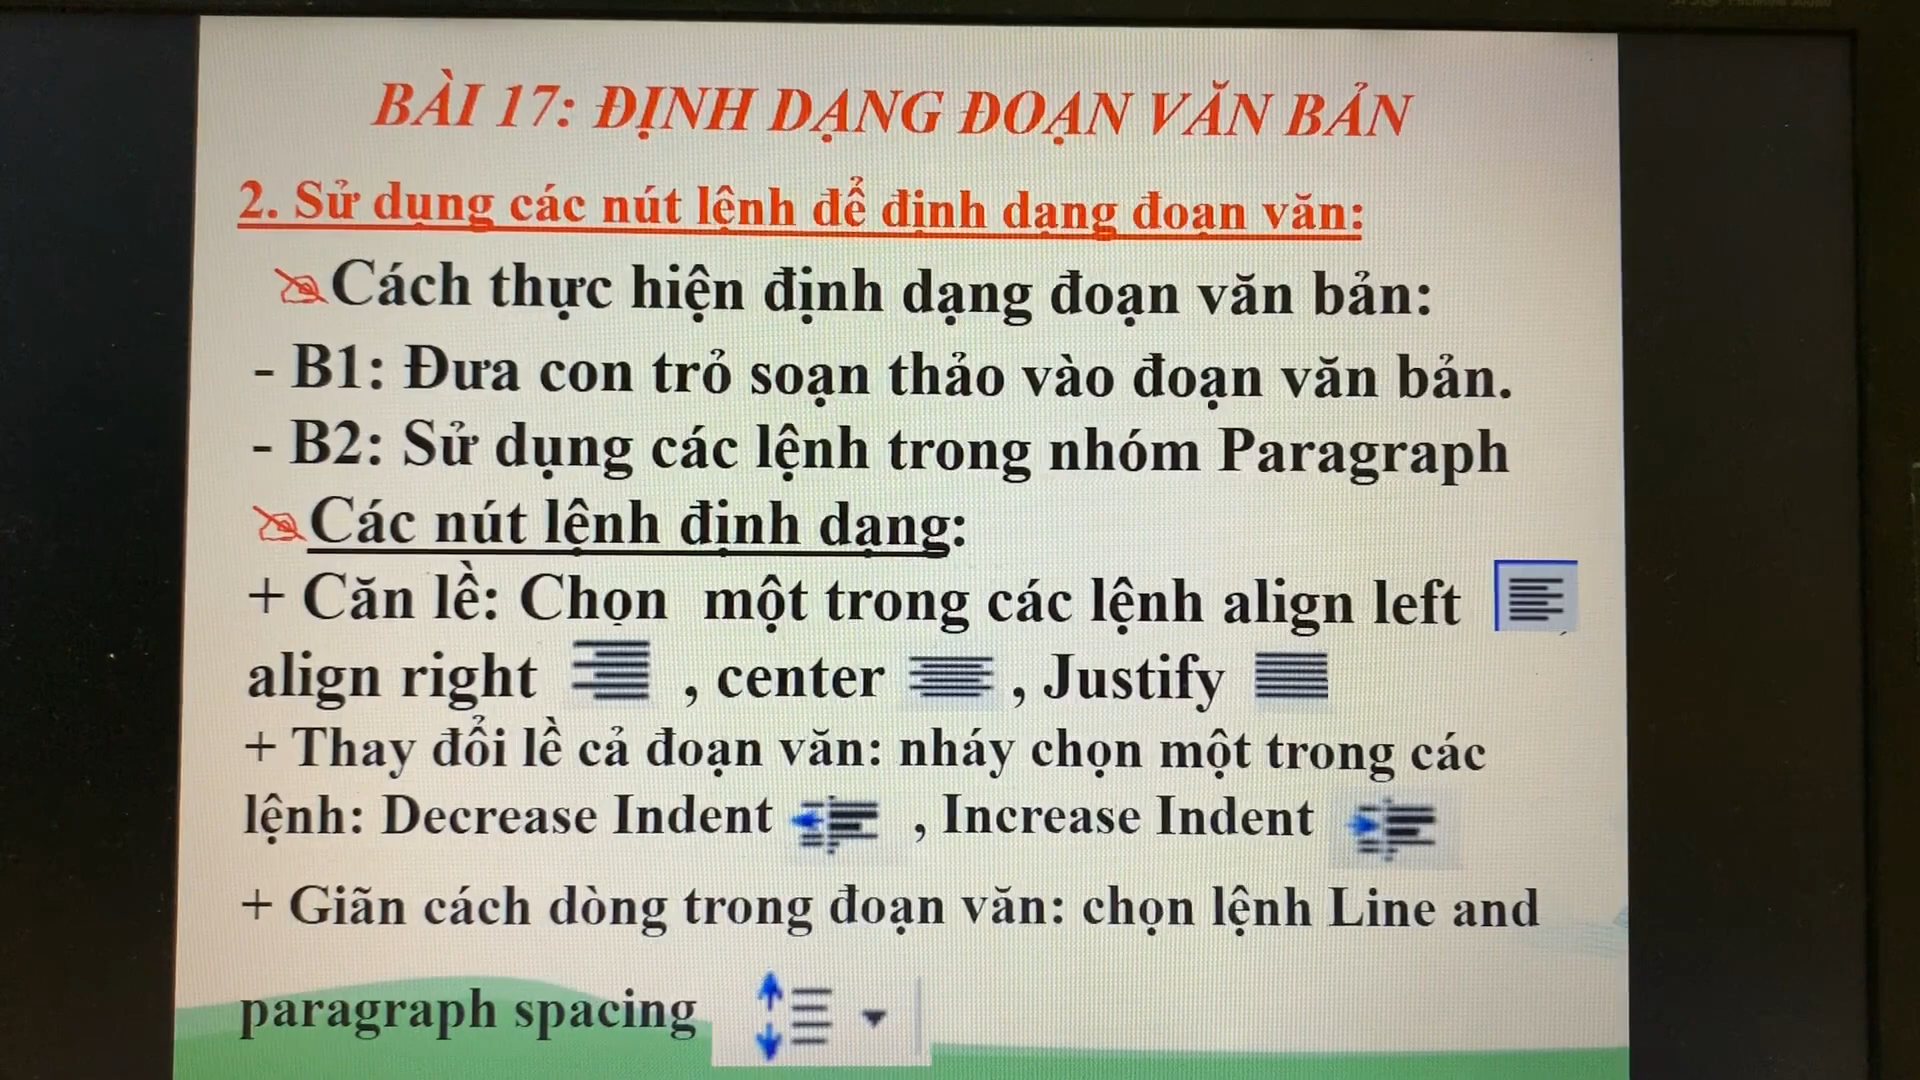 BÀI 17: ĐỊNH DẠNG ĐOẠN VĂN BẢN
2. Sử dụng các nút lệnh để định dạng đoạn văn:
Cách thực hiện định dạng đoạn văn bản:
- B1: Đưa con trỏ soạn thảo vào đoạn văn bản.
- B2: Sử dụng các lệnh trong nhóm Paragraph
Các nút lệnh định dạng:
+ Căn lề: Chọn một trong các lệnh align left
align right , center , Justify
+ Thay đổi lề cả đoạn văn: nháy chọn một trong các
lệnh: Decrease Indent , Increase Indent
+ Giãn cách dòng trong đoạn văn: chọn lệnh Line and
paragraph spacing